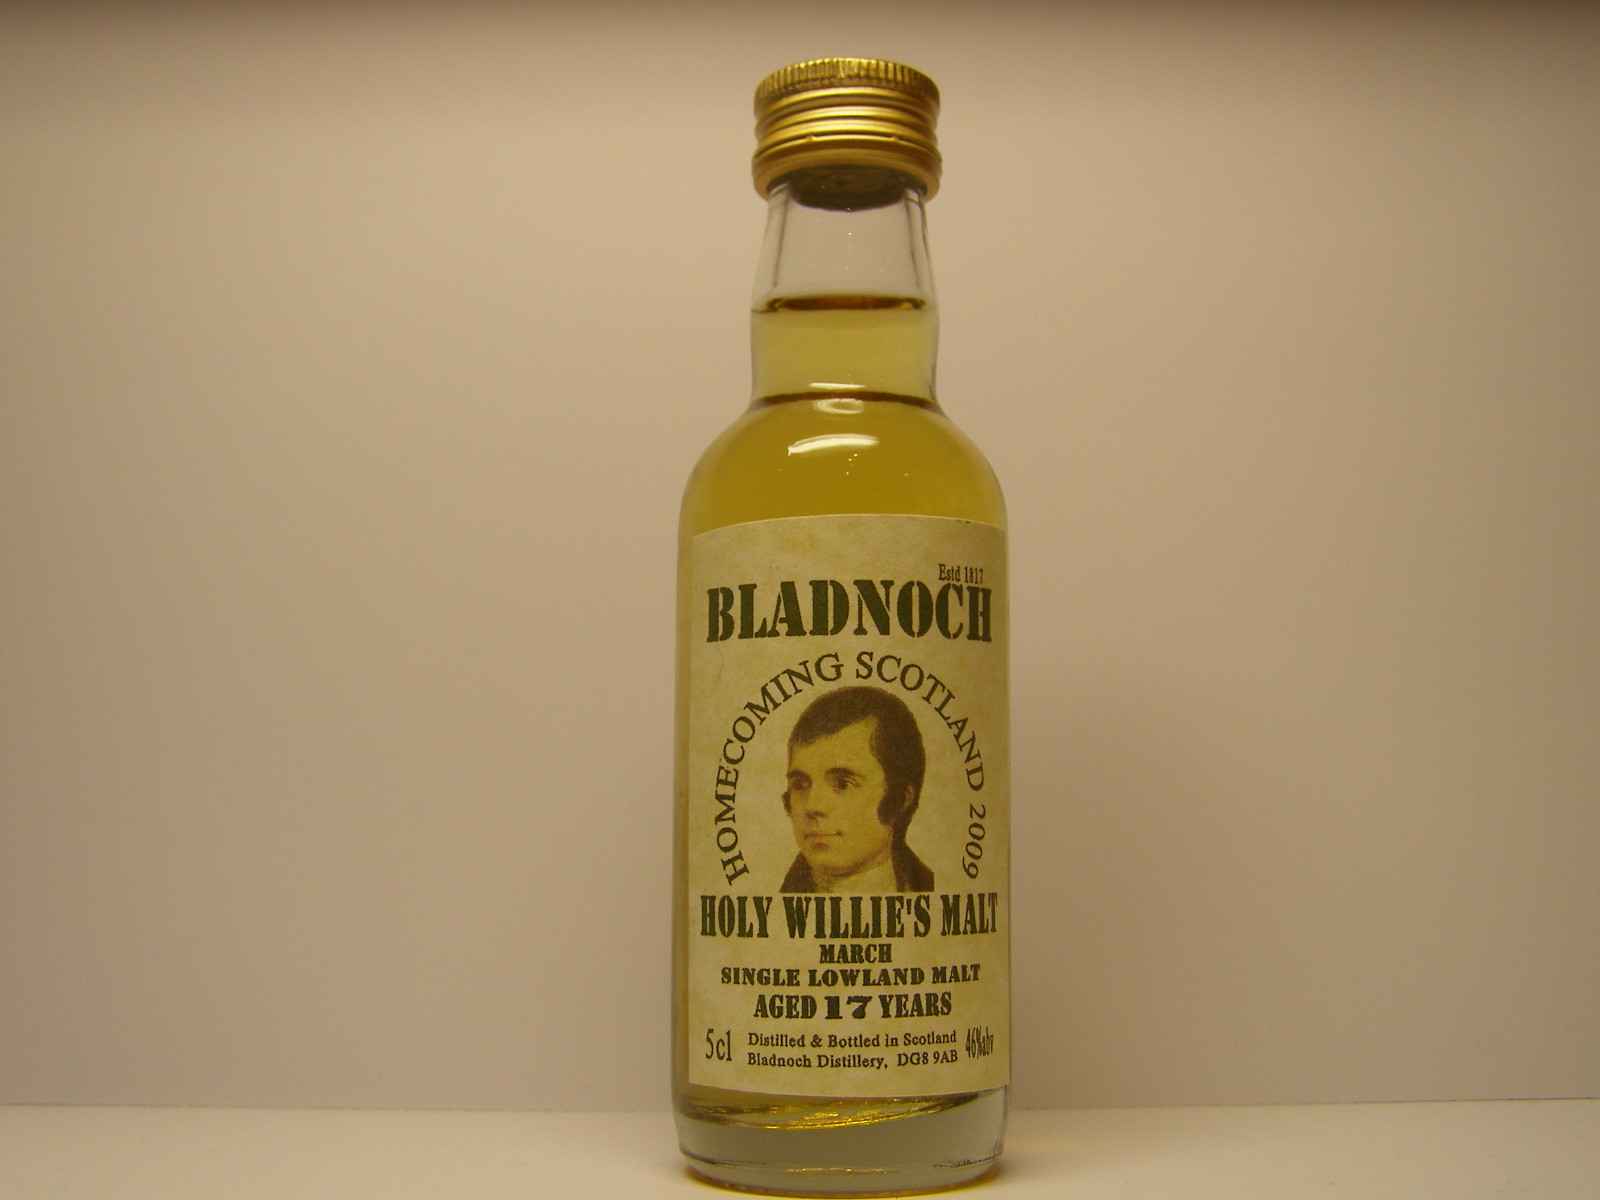 Estd 1817
BLADNOCH
HOMECOMING SCOTLAND 2009
HOLY WILLIE'S MALT
MARCH
SINGLE LOWLAND MALT
AGED 17 YEARS
5cl
Distilled & Bottled in Scotland
Bladnoch Distillery, DG8 9AB
46%abv